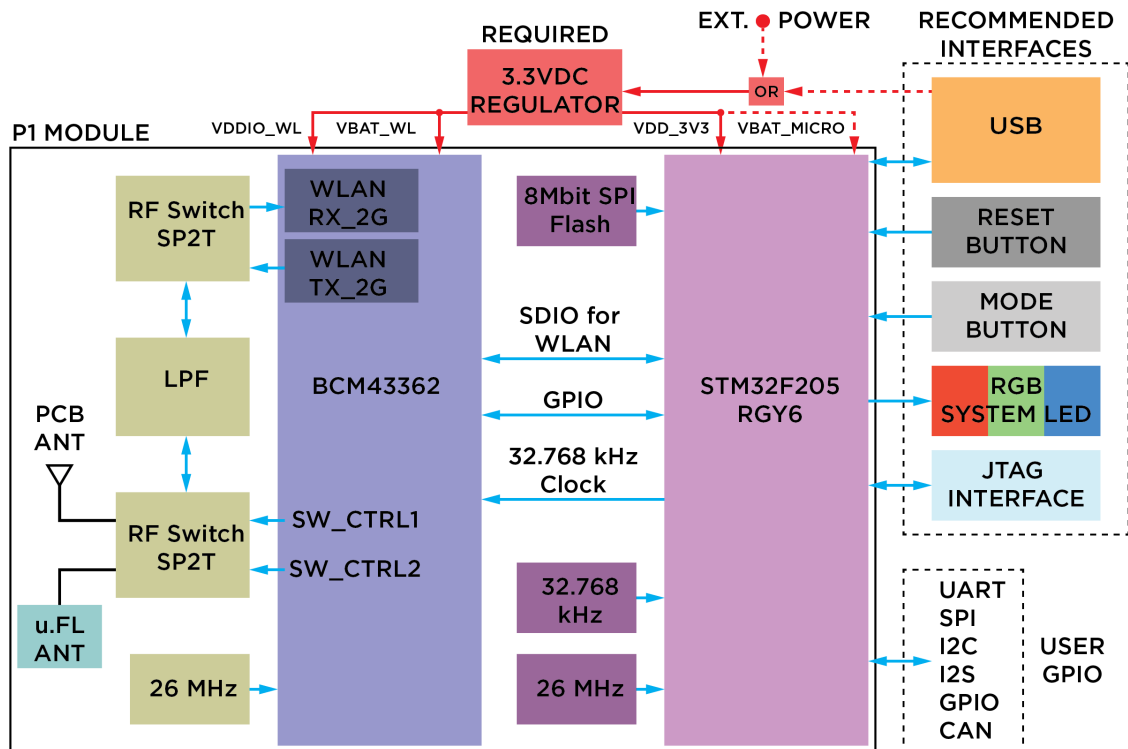 EXT. POWER
RECOMMENDED
INTERFACES
REQUIRED
3.3VDC
REGULATOR
OR
USB
P1 MODULE
VDDIO_WL
VBAT_WL
VDD_3V3
VBAT_MICRO
RF Switch
SP2T
WLAN
RX_2G
WLAN
TX_2G
8Mbit SPI
Flash
RESET
BUTTON
MODE
BUTTON
LPF
BCM43362
SDIO for
WLAN
GPIO
32.768 kHz
Clock
STM32F205
RGY6
RGB
SYSTEM LED
JTAG
INTERFACE
PCB
ANT
RF Switch
SP2T
SW_CTRL1
SW_CTRL2
u.FL
ANT
26 MHz
32.768
kHz
26 MHz
UART
SPI
I2C
I2S
GPIO
CAN
USER
GPIO